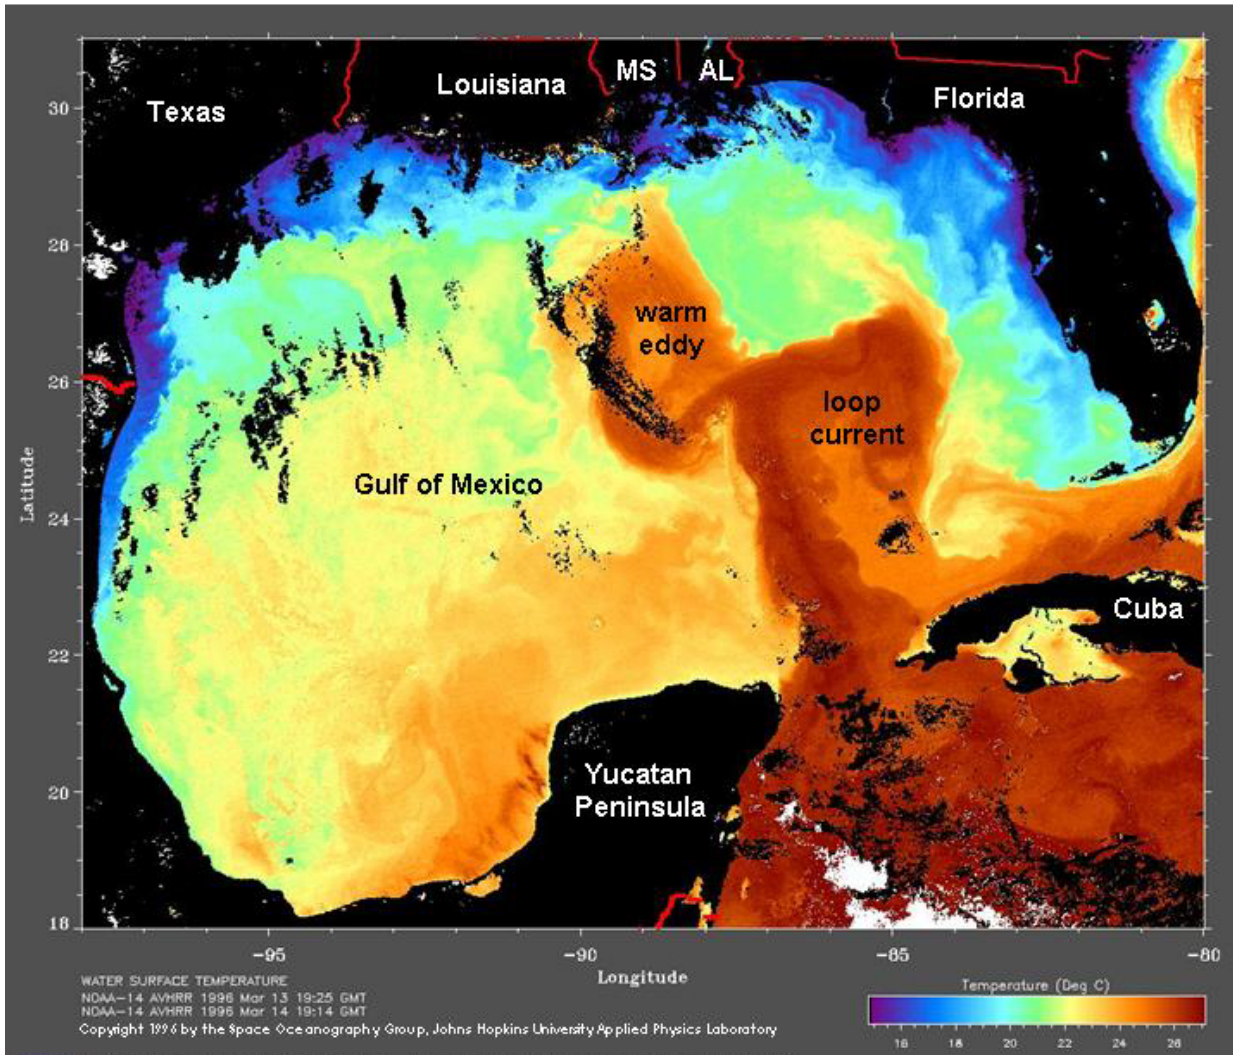 Texas
Louisiana
MS
AL
Florida
warm
eddy
loop
current
Gulf of Mexico
Cuba
Yucatan
Peninsula
Latitude
30
28
26
24
22
20
18
-95
-90
-85
-80
Longitude
WATER SURFACE TEMPERATURE
NOAA-14 AVHRR 1996 Mar 13 19:25 GMT
NOAA-14 AVHRR 1996 Mar 14 19:14 GMT
Copyright 1996 by the Space Oceanography Group, Johns Hopkins University Applied Physics Laboratory
Temperature (Deg C)
16 18 20 22 24 26